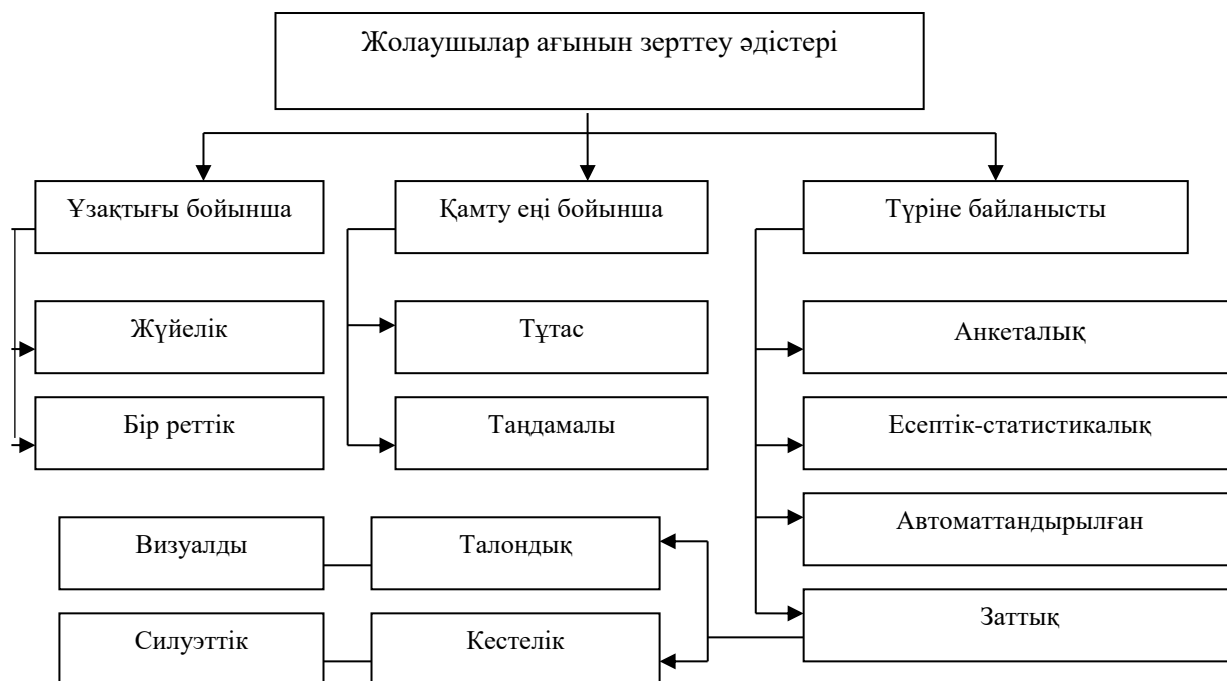 Жолаушылар ағынын зерттеу әдістері
Ұзақтығы бойынша
Қамту еңі бойынша
Түріне байланысты
Жүйелік
Тұтас
Анкеталық
Бір реттік
Таңдамалы
Есептік-статистикалық
Визуалды
Талондық
Автоматтандырылған
Силуэттік
Кестелік
Заттық